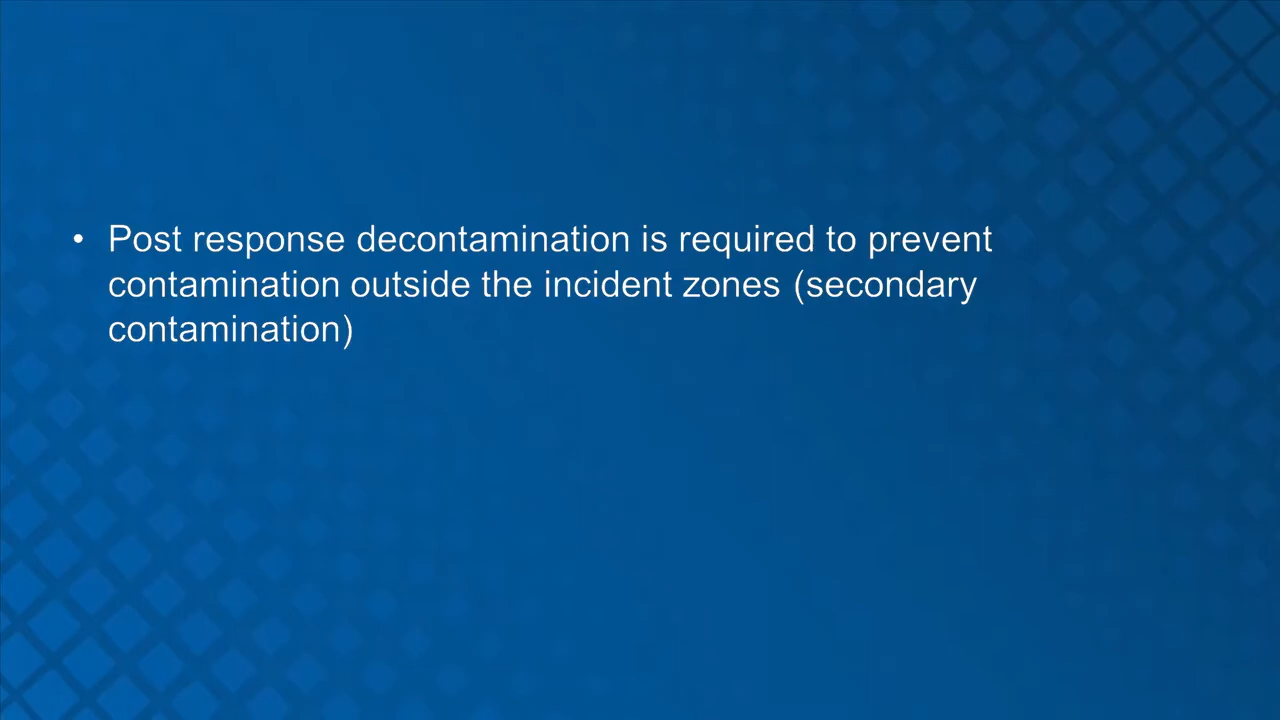 • Post response decontamination is required to prevent
contamination outside the incident zones (secondary
contamination)